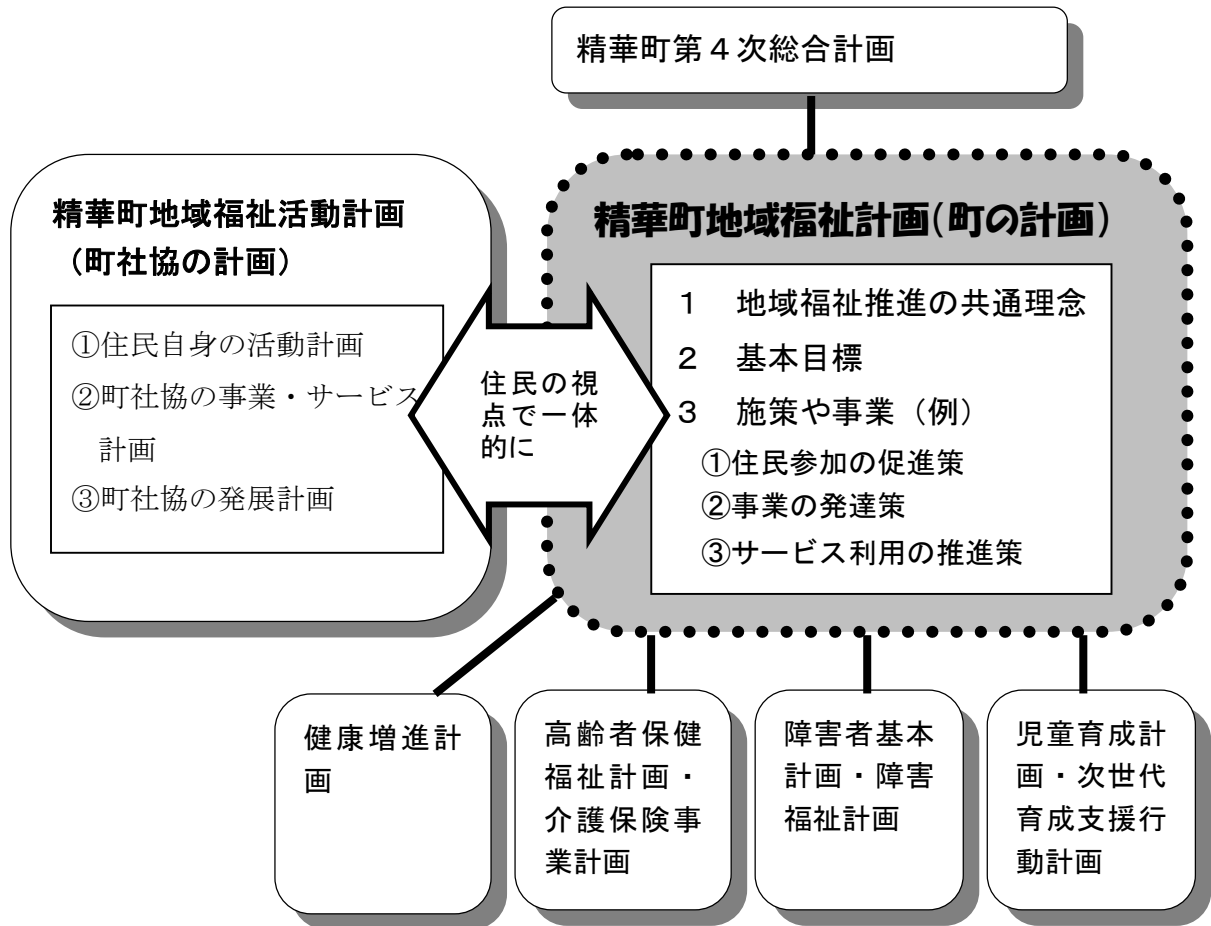 精華町第４次総合計画
精華町地域福祉活動計画
（町社協の計画）
①住民自身の活動計画
②町社協の事業・サービス
計画
③町社協の発展計画
住民の視
点で一体
的に
精華町地域福祉計画(町の計画)
１　地域福祉推進の共通理念
２　基本目標
３　施策や事業（例）
①住民参加の促進策
②事業の発達策
③サービス利用の推進策
健康増進計
画
高齢者保健
福祉計画・
介護保険事
業計画
障害者基本
計画・障害
福祉計画
児童育成計
画・次世代
育成支援行
動計画